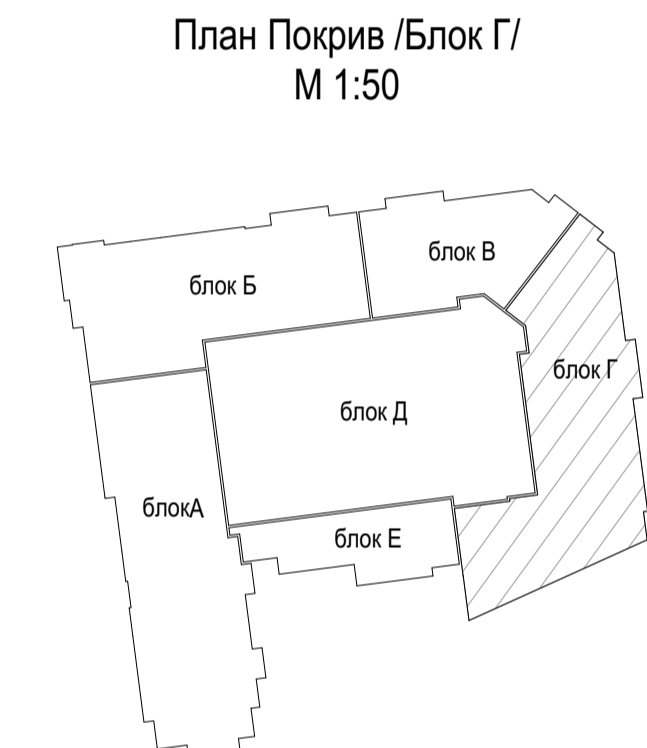 План Покрив /Блок Г/
М 1:50
блок В
блок Б
блок Г
блок Д
блокА
блок Е